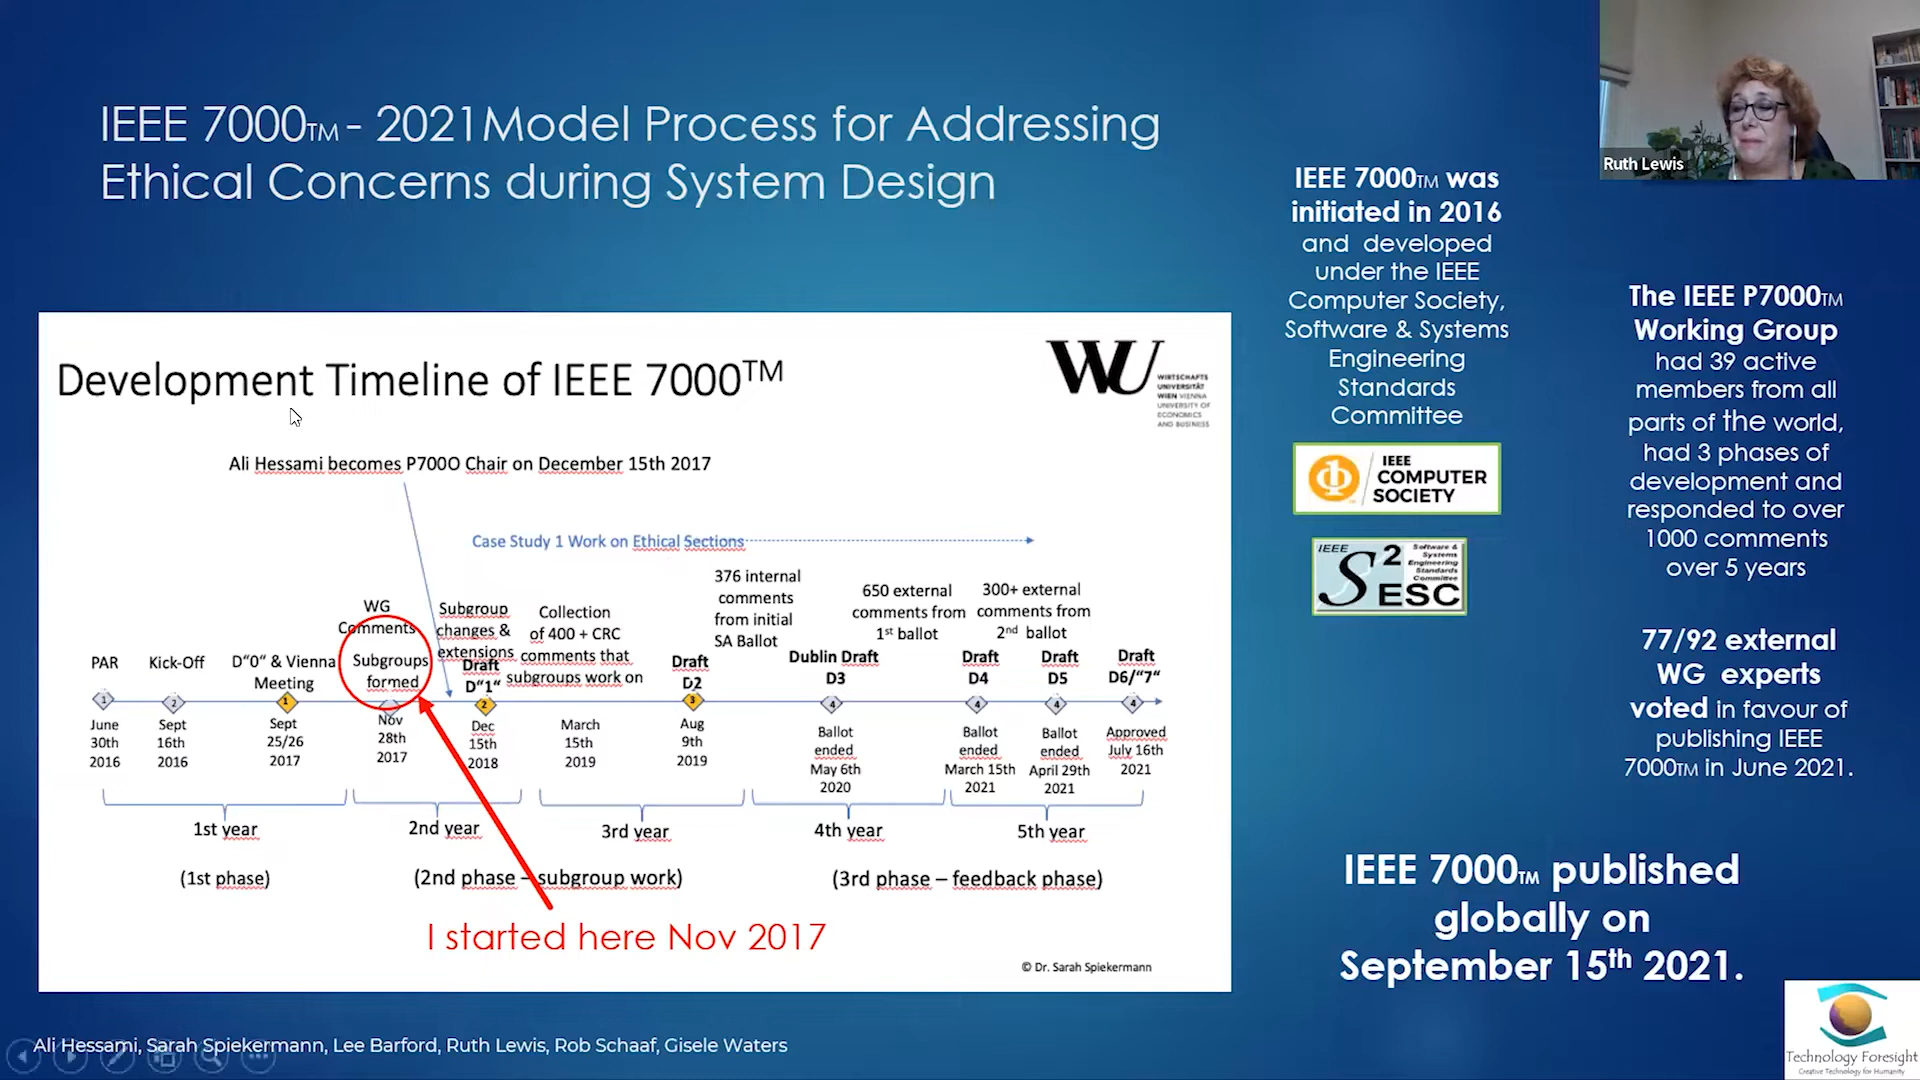 IEEE 7000TM - 2021Model Process for Addressing
Ethical Concerns during System Design
Ruth Lewis
IEEE 7000TM was
initiated in 2016
and developed
under the IEEE
Computer Society,
Software & Systems
Engineering
Standards
Committee
IEEE
COMPUTER
SOCIETY
IEEE
S2ESC
Software &
Systems
Engineering
Standards
Committee
The IEEE P7000TM
Working Group
had 39 active
members from all
parts of the world,
had 3 phases of
development and
responded to over
1000 comments
over 5 years
77/92 external
WG experts
voted in favour of
publishing IEEE
7000TM in June 2021.
IEEE 7000TM published
globally on
September 15th 2021.
Development Timeline of IEEE 7000TM
WU
WIRTSCHAFTS
UNIVERSITÄT
WIEN VIENNA
UNIVERSITY OF
ECONOMICS
AND BUSINESS
Ali Hessami becomes P700O Chair on December 15th 2017
Case Study 1 Work on Ethical Sections
PAR
1
June
30th
2016
Kick-Off
2
Sept
16th
2016
D"0" & Vienna
Meeting
1
Sept
25/26
2017
WG
Comments
Subgroups
formed
Nov
28th
2017
Subgroup
changes &
extensions
Draft
D"1"
2
Dec
15th
2018
Collection
of 400 + CRC
comments that
subgroups work on
March
15th
2019
Draft
D2
3
Aug
9th
2019
376 internal
comments
from initial
SA Ballot
Dublin Draft
D3
4
Ballot
ended
May 6th
2020
650 external
comments from
1st ballot
Draft
D4
4
Ballot
ended
March 15th
2021
300+ external
comments from
2nd ballot
Draft
D5
4
Ballot
ended
April 29th
2021
Draft
D6/"7"
4
Approved
July 16th
2021
1st year
2nd year
3rd year
4th year
5th year
(1st phase)
(2nd phase – subgroup work)
(3rd phase – feedback phase)
I started here Nov 2017
© Dr. Sarah Spiekermann
Ali Hessami, Sarah Spiekermann, Lee Barford, Ruth Lewis, Rob Schaaf, Gisele Waters
Technology Foresight
Creative Technology for Humanity